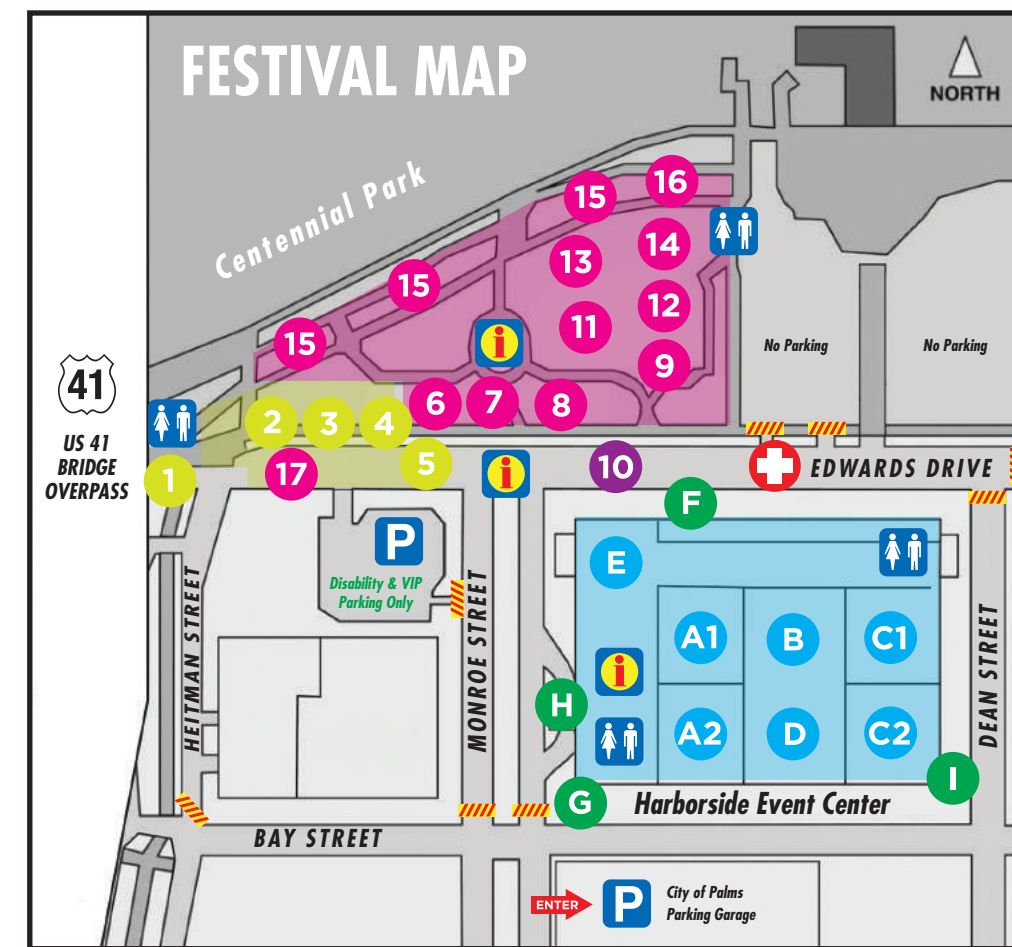 FESTIVAL MAP
NORTH
Centennial Park
16
15
14
13
15
12
11
15
i
No Parking
No Parking
9
41
US 41
BRIDGE
OVERPASS
6
7
8
2
3
4
5
1
17
i
10
EDWARDS DRIVE
F
P
Disability & VIP
Parking Only
E
HEITMAN STREET
MONROE STREET
DEAN STREET
A1
B
C1
i
H
A2
D
C2
I
G
Harborside Event Center
BAY STREET
ENTER
P
City of Palms
Parking Garage